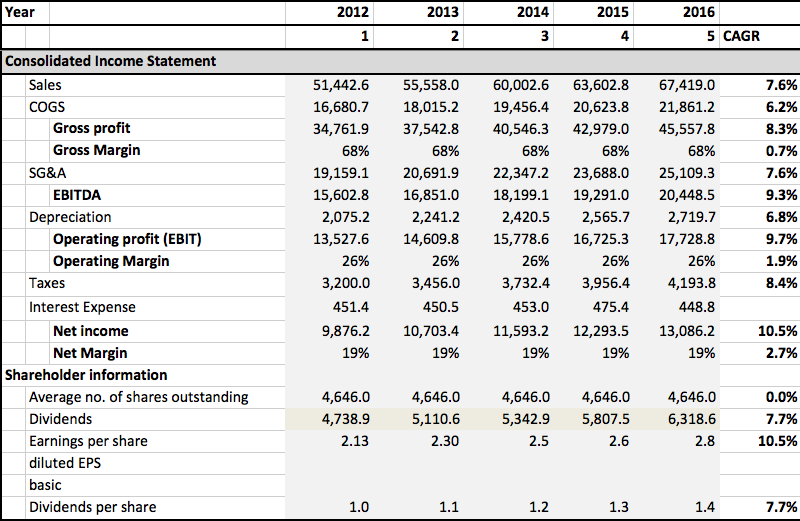 Year 2012 2013 2014 2015 2016
1 2 3 4 5 CAGR
Consolidated Income Statement
Sales 51,442.6 55,558.0 60,002.6 63,602.8 67,419.0 7.6%
COGS 16,680.7 18,015.2 19,456.4 20,623.8 21,861.2 6.2%
Gross profit 34,761.9 37,542.8 40,546.3 42,979.0 45,557.8 8.3%
Gross Margin 68% 68% 68% 68% 68% 0.7%
SG&A 19,159.1 20,691.9 22,347.2 23,688.0 25,109.3 7.6%
EBITDA 15,602.8 16,851.0 18,199.1 19,291.0 20,448.5 9.3%
Depreciation 2,075.2 2,241.2 2,420.5 2,565.7 2,719.7 6.8%
Operating profit (EBIT) 13,527.6 14,609.8 15,778.6 16,725.3 17,728.8 9.7%
Operating Margin 26% 26% 26% 26% 26% 1.9%
Taxes 3,200.0 3,456.0 3,732.4 3,956.4 4,193.8 8.4%
Interest Expense 451.4 450.5 453.0 475.4 448.8
Net income 9,876.2 10,703.4 11,593.2 12,293.5 13,086.2 10.5%
Net Margin 19% 19% 19% 19% 19% 2.7%
Shareholder information
Average no. of shares outstanding 4,646.0 4,646.0 4,646.0 4,646.0 4,646.0 0.0%
Dividends 4,738.9 5,110.6 5,342.9 5,807.5 6,318.6 7.7%
Earnings per share 2.13 2.30 2.5 2.6 2.8 10.5%
diluted EPS
basic
Dividends per share 1.0 1.1 1.2 1.3 1.4 7.7%